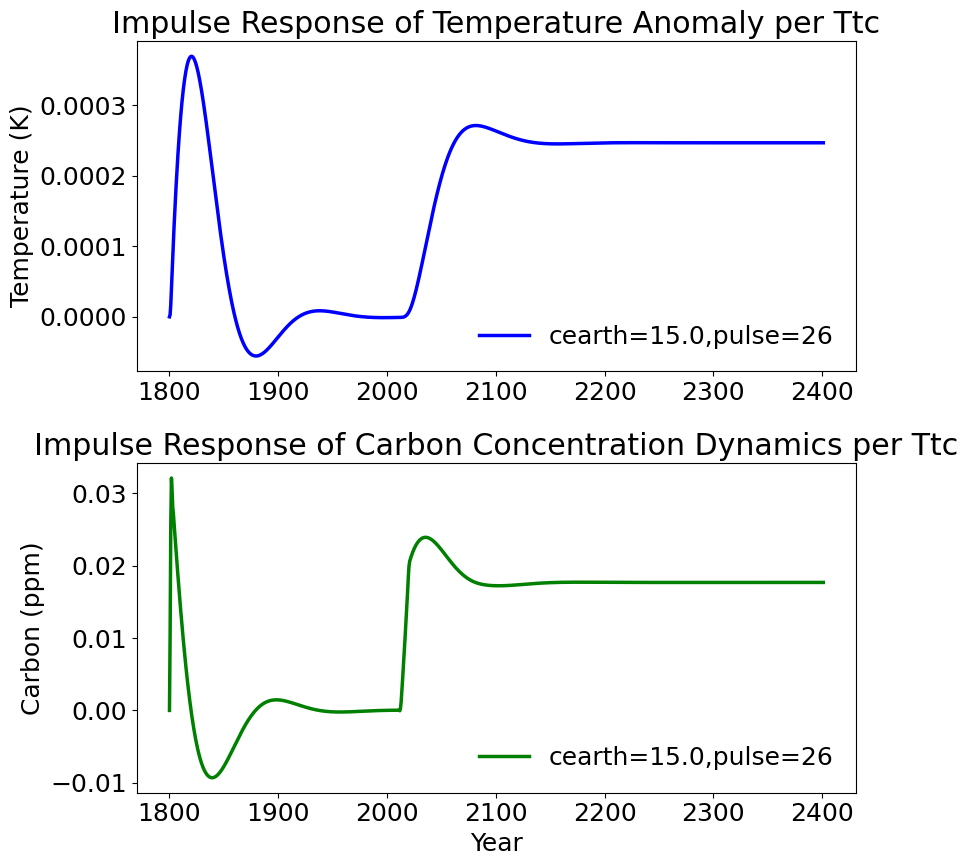 Impulse Response of Temperature Anomaly per Ttc
Temperature (K)
0.0003
0.0002
0.0001
0.0000
cearth=15.0,pulse=26
1800 1900 2000 2100 2200 2300 2400
Impulse Response of Carbon Concentration Dynamics per Ttc
Carbon (ppm)
0.03
0.02
0.01
0.00
−0.01
cearth=15.0,pulse=26
1800 1900 2000 2100 2200 2300 2400
Year